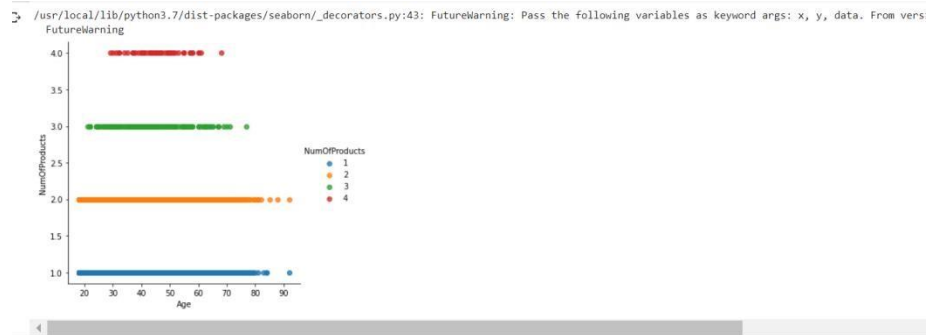 /usr/local/lib/python3.7/dist-packages/seaborn/_decorators.py:43: FutureWarning: Pass the following variables as keyword args: x, y, data. From vers
FutureWarning
4.0
3.5
3.0
2.5
2.0
1.5
1.0
NumOfProducts
20 30 40 50 60 70 80 90
Age
NumOfProducts
1
2
3
4